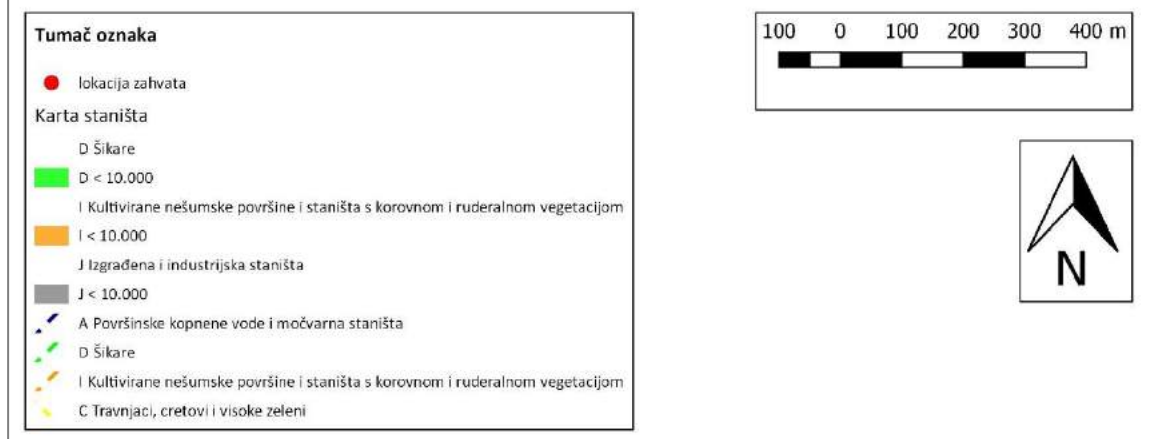 Tumač oznaka
lokacija zahvata
Karta staništa
D Šikare
D < 10.000
I Kultivirane nešumske površine i staništa s korovnom i ruderalnom vegetacijom
I < 10.000
J Izgrađena i industrijska staništa
J < 10.000
A Površinske kopnene vode i močvarna staništa
D Šikare
I Kultivirane nešumske površine i staništa s korovnom i ruderalnom vegetacijom
C Travnjaci, cretovi i visoke zeleni
100 0 100 200 300 400 m
N